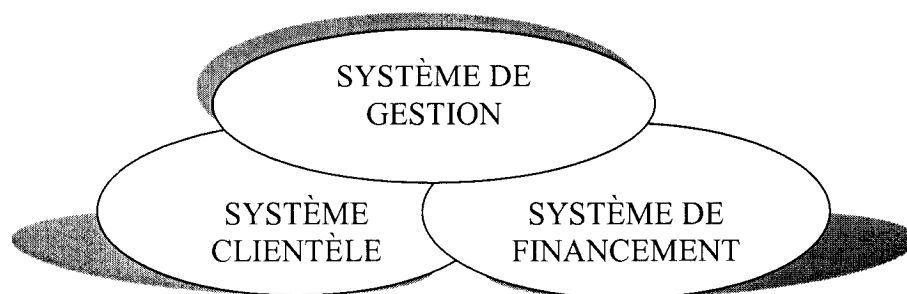 SYSTÈME DE
GESTION
SYSTÈME
CLIENTÈLE
SYSTÈME DE
FINANCEMENT